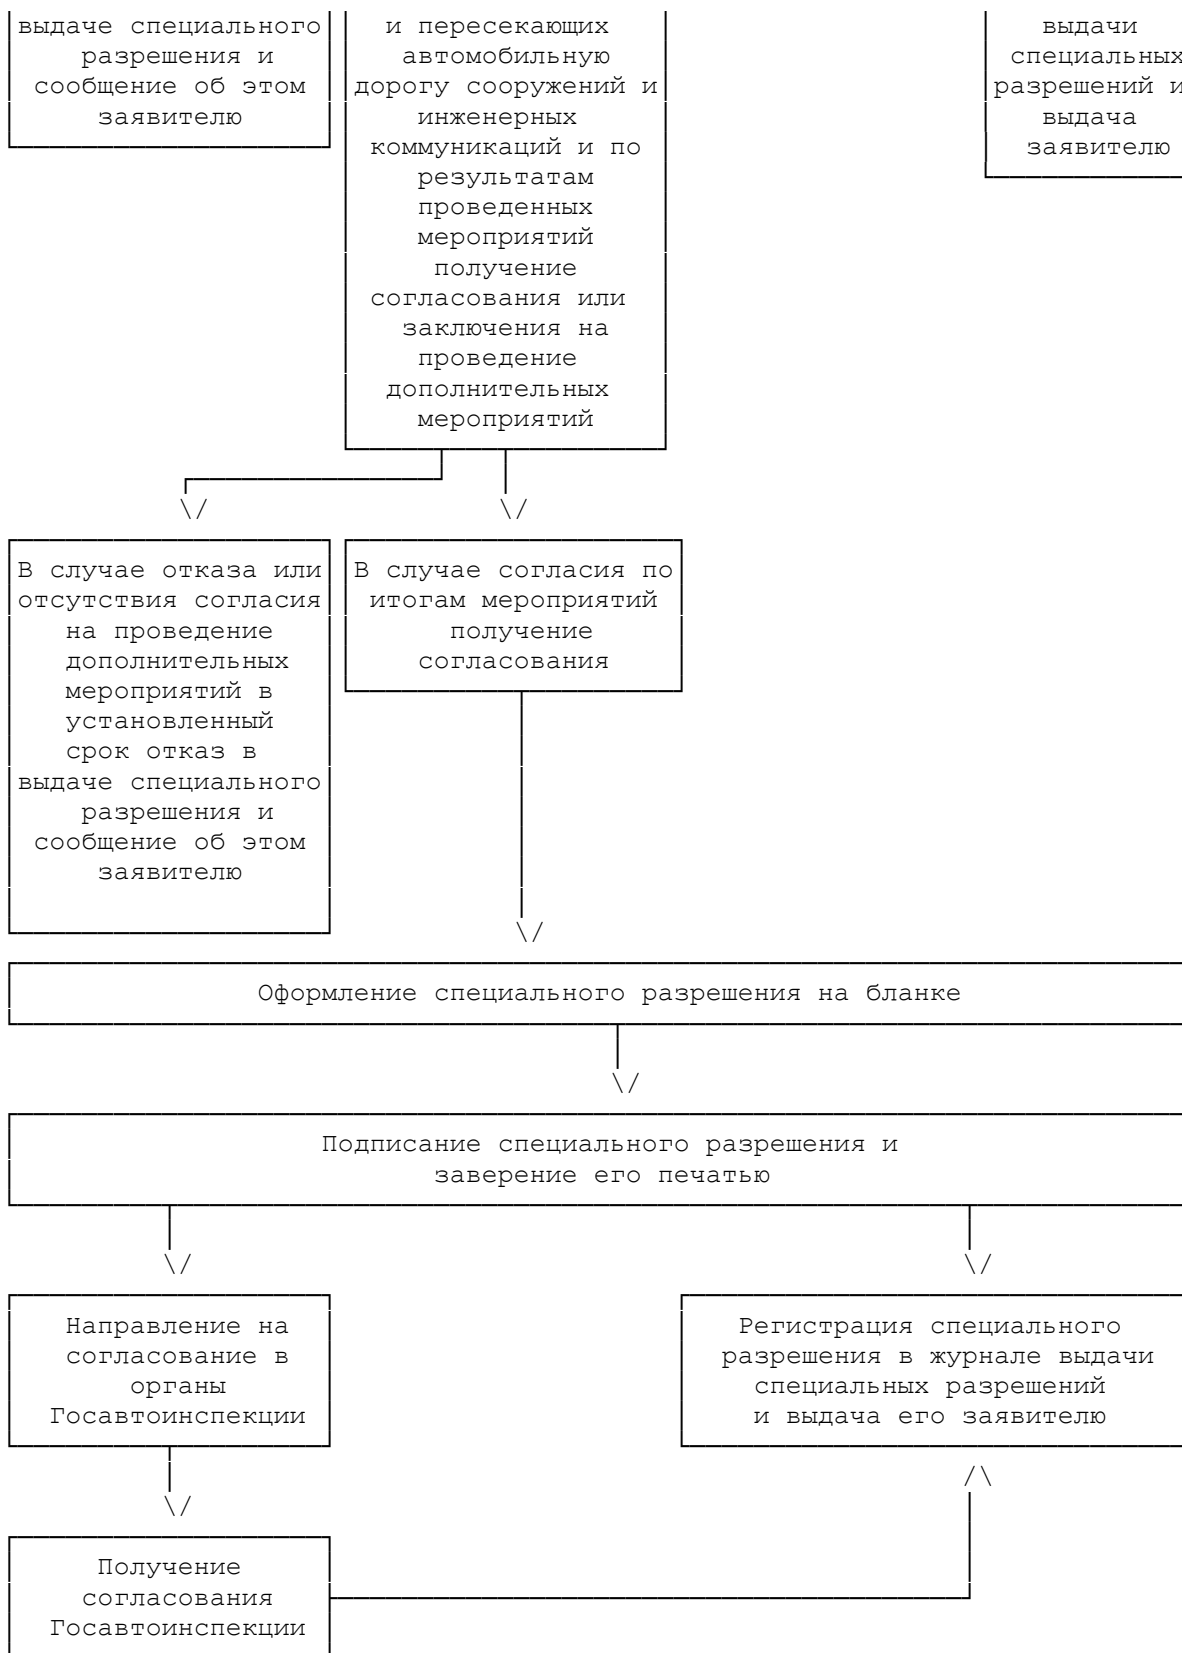 выдаче специального
разрешения и
сообщение об этом
заявителю
и пересекающих
автомобильную
дорогу сооружений и
инженерных
коммуникаций и по
результатам
проведенных
мероприятий
получение
согласования или
заключения на
проведение
дополнительных
мероприятий
выдачи
специальных
разрешений и
выдача
заявителю
В случае отказа или
отсутствия согласия
на проведение
дополнительных
мероприятий в
установленный
срок отказ в
выдаче специального
разрешения и
сообщение об этом
заявителю
В случае согласия по
итогам мероприятий
получение
согласования
Оформление специального разрешения на бланке
Подписание специального разрешения и
заверение его печатью
Направление на
согласование в
органы
Госавтоинспекции
Регистрация специального
разрешения в журнале выдачи
специальных разрешений
и выдача его заявителю
Получение
согласования
Госавтоинспекции